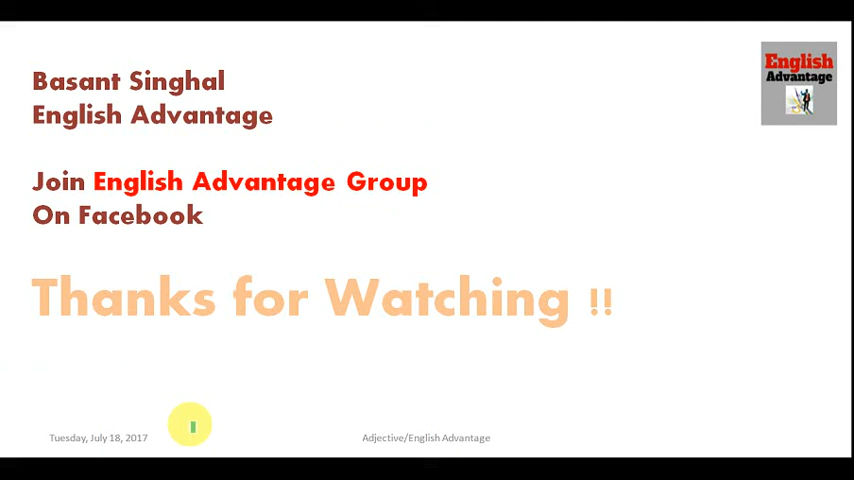 Basant Singhal
English Advantage
English
Advantage
Join English Advantage Group
On Facebook
Thanks for Watching !!
Tuesday, July 18, 2017
Adjective/English Advantage